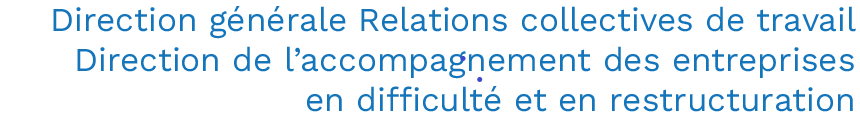 Direction générale Relations collectives de travail
Direction de l’accompagnement des entreprises
en difficulté et en restructuration